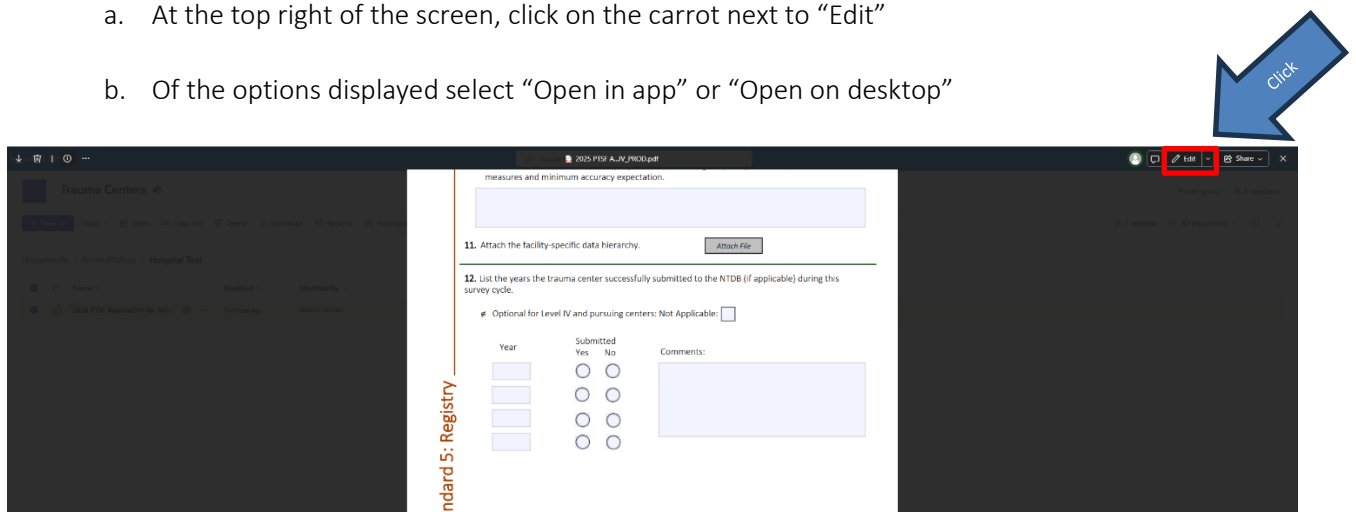 a. At the top right of the screen, click on the carrot next to “Edit”
b. Of the options displayed select “Open in app” or “Open on desktop”
Click
2025 PTSF A...IV_PROD.pdf
Edit
Share
Trauma Centers
measures and minimum accuracy expectation.
11. Attach the facility-specific data hierarchy.
Attach File
12. List the years the trauma center successfully submitted to the NTDB (if applicable) during this
survey cycle.
Optional for Level IV and pursuing centers: Not Applicable:
Year
Submitted
Yes No
Comments:
ndard 5: Registry
Documents > Accreditation > Hospital Test
Name
Modified
Modified By